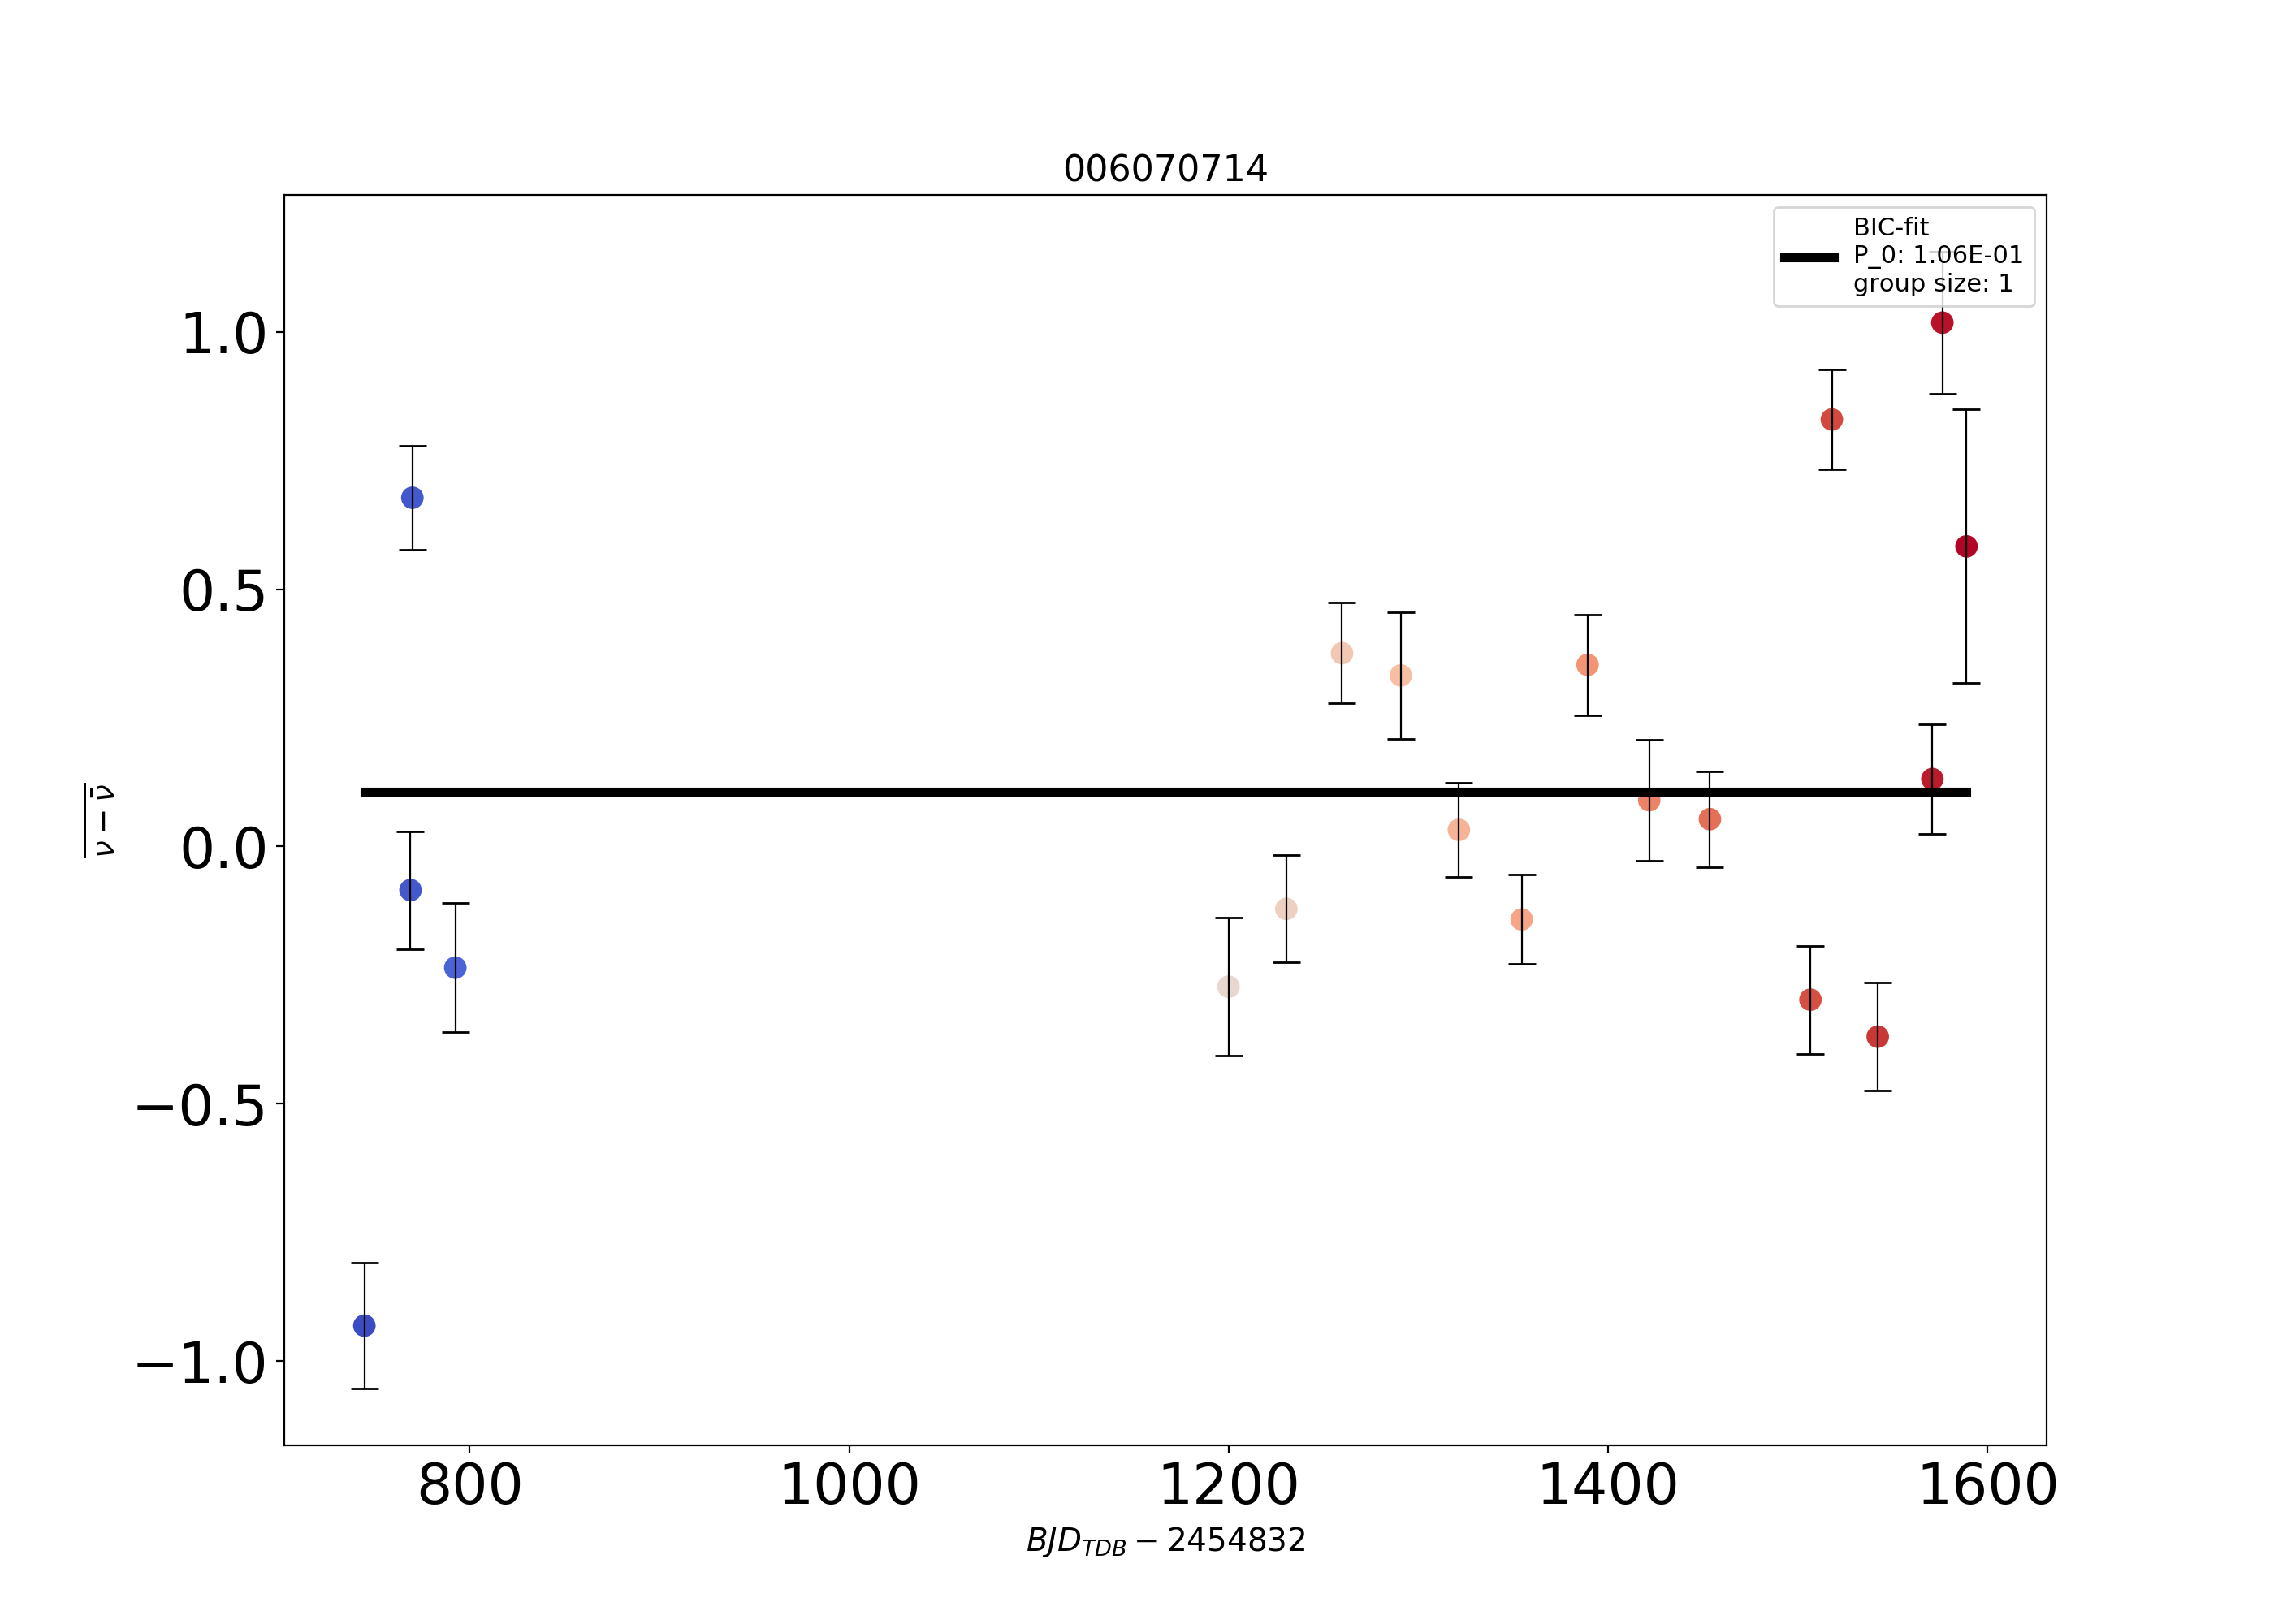 006070714
BIC-fit
P_0: 1.06E-01
group size: 1
1.0
0.5
0.0
−0.5
−1.0
ν − ν̄
800 1000 1200 1400 1600
BJD_TDB − 2454832